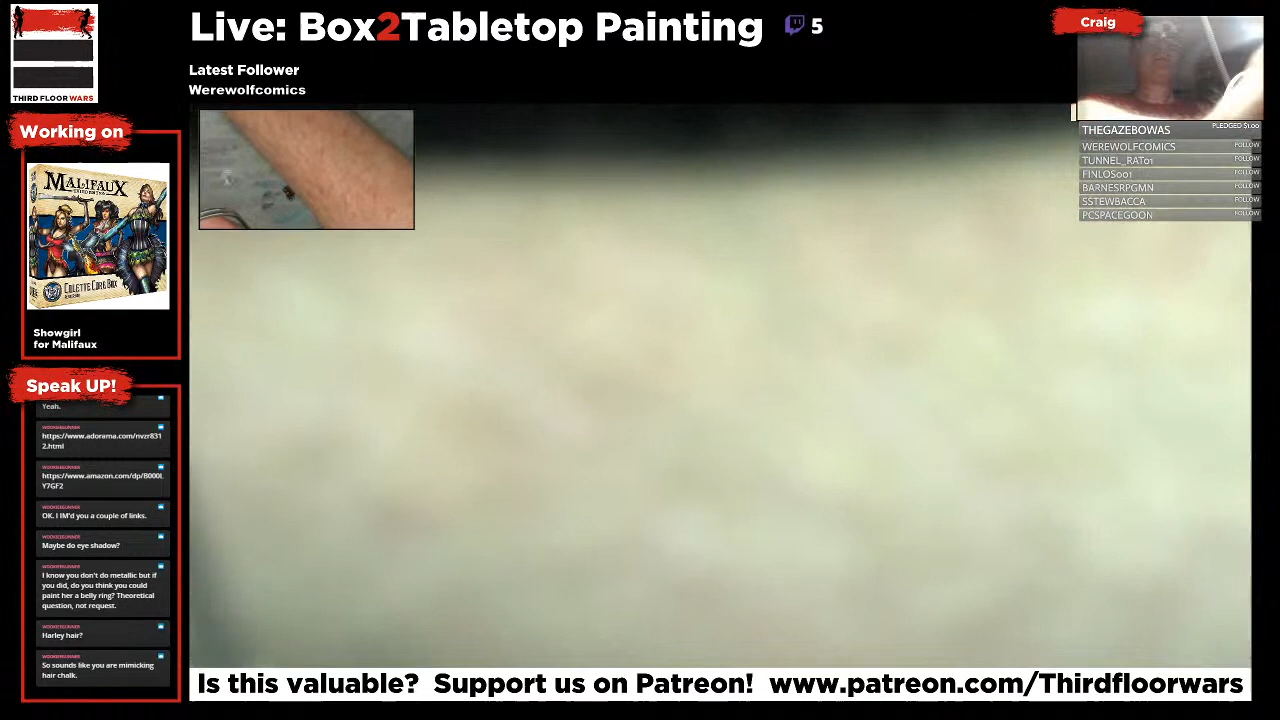 Live: Box2Tabletop Painting
5
Craig
Latest Follower
Werewolfcomics
THIRD FLOOR WARS
Working on
MALIFAUX
COLETTE CORE BOX
Showgirl
for Malifaux
THEGAZEBOWAS PLEDGED $1.00
WEREWOLFCOMICS FOLLOW
TUNNEL_RAT01 FOLLOW
FINLOS001 FOLLOW
BARNESRPGMN FOLLOW
SSTEWBACCA FOLLOW
PCSPACEGOON FOLLOW
Speak UP!
Yeah.
https://www.adorama.com/nvzr831
2.html
https://www.amazon.com/dp/B000L
Y7GF2
OK. I IM'd you a couple of links.
Maybe do eye shadow?
I know you don't do metallic but if
you did, do you think you could
paint her a belly ring? Theoretical
question, not request.
Harley hair?
So sounds like you are mimicking
hair chalk.
Is this valuable? Support us on Patreon! www.patreon.com/Thirdfloorwars